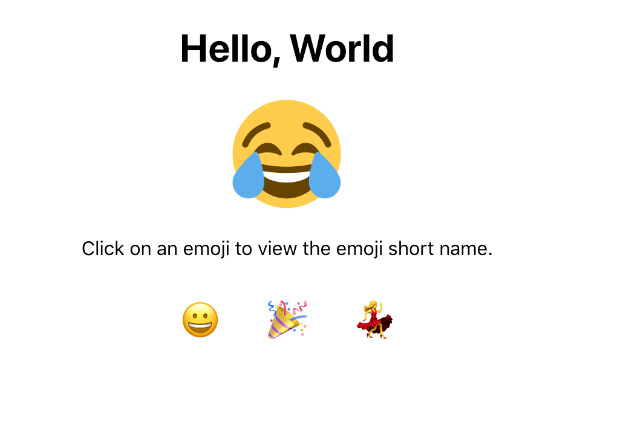 Hello, World
Click on an emoji to view the emoji short name.